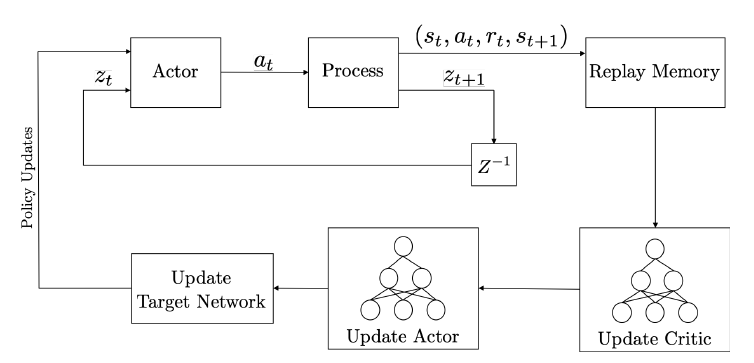 (s_t, a_t, r_t, s_{t+1})
z_t
Actor
a_t
Process
z_{t+1}
Replay Memory
Z^{-1}
Policy Updates
Update
Target Network
Update Actor
Update Critic